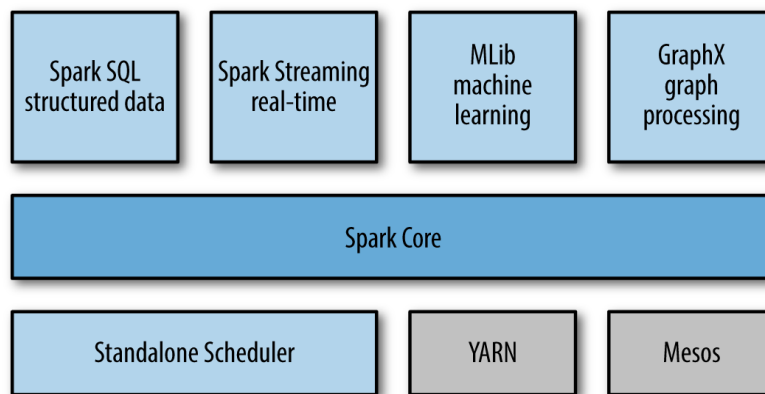 Spark SQL
structured data
Spark Streaming
real-time
MLib
machine
learning
GraphX
graph
processing
Spark Core
Standalone Scheduler
YARN
Mesos